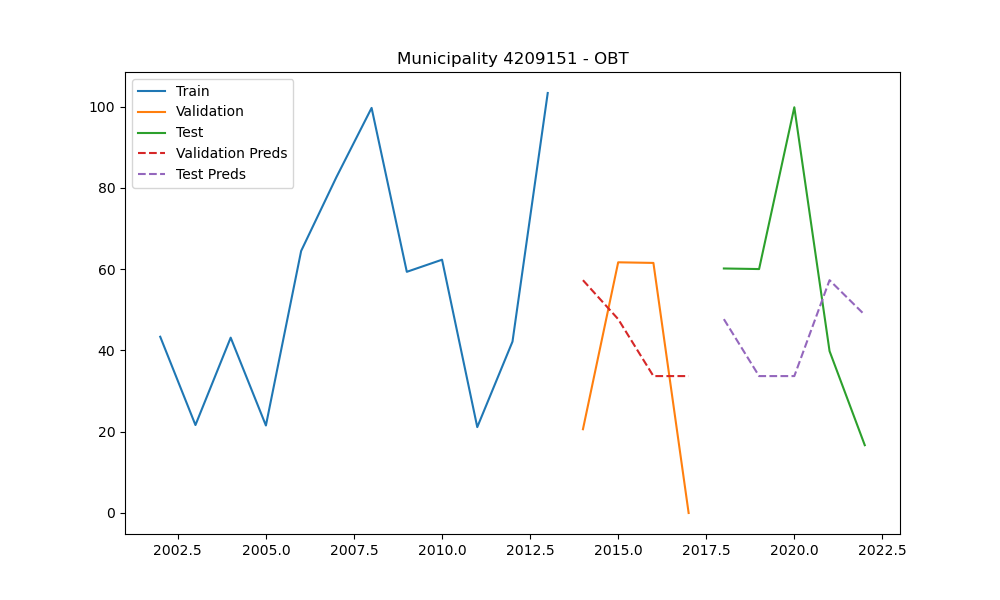 Municipality 4209151 - OBT
Train
Validation
Test
Validation Preds
Test Preds
100
80
60
40
20
0
2002.5 2005.0 2007.5 2010.0 2012.5 2015.0 2017.5 2020.0 2022.5